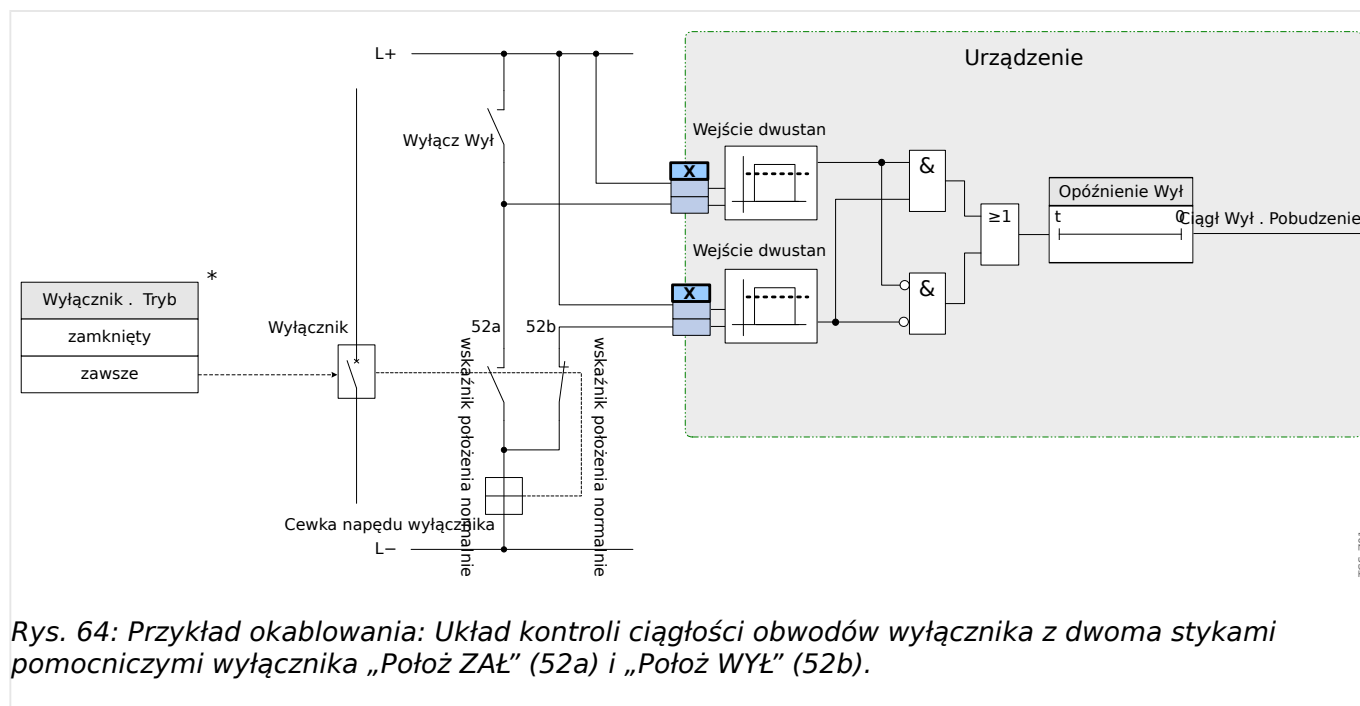 L+
Urządzenie
Wyłącz Wył
Wejście dwustan
X
&
Opóźnienie Wył
≥1
t
0
Ciągł Wył . Pobudzenie
Wejście dwustan
X
&
*
Wyłącznik . Tryb
zamknięty
zawsze
Wyłącznik
52a
52b
wskaźnik położenia normalnie
wskaźnik położenia normalnie
Cewka napędu wyłącznika
L−
Rys. 64: Przykład okablowania: Układ kontroli ciągłości obwodów wyłącznika z dwoma stykami
pomocniczymi wyłącznika „Położ ZAŁ” (52a) i „Położ WYŁ” (52b).